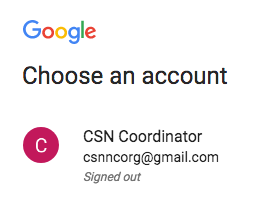 Google
Choose an account
C
CSN Coordinator
csnncorg@gmail.com
Signed out